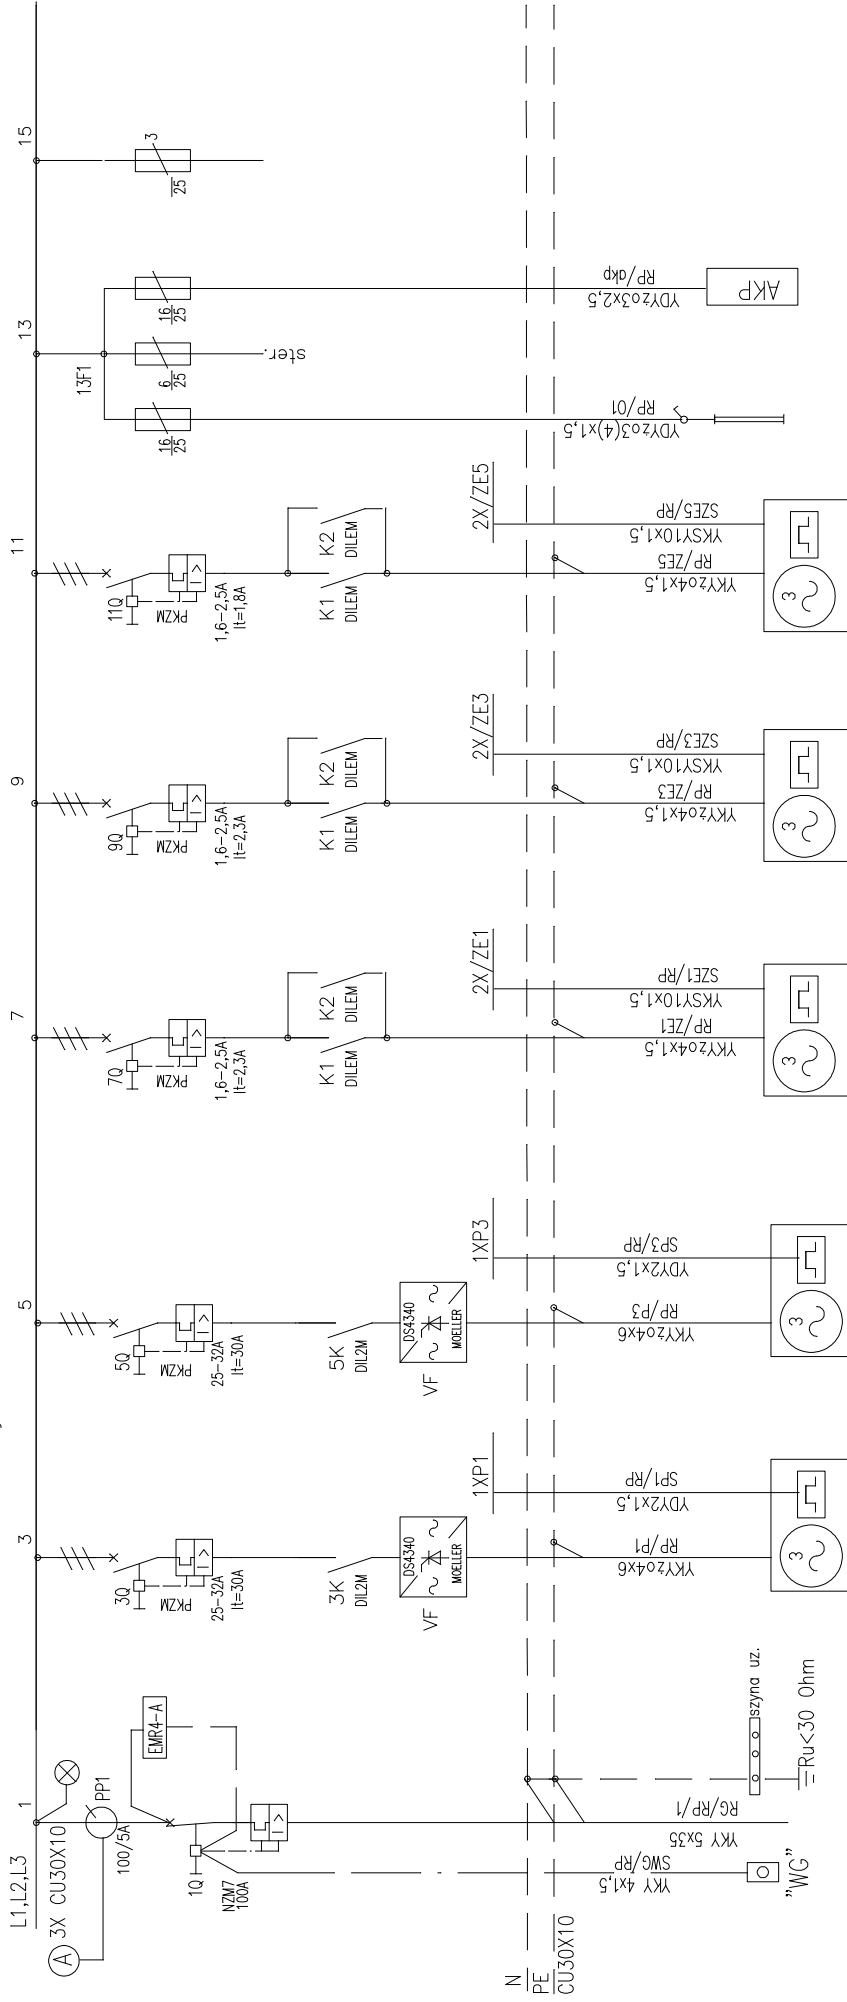 L1,L2,L3
3X CU30X10
A
1
PP1
100/5A
EMR4-A
1Q
NZM7
100A
N
PE
CU30X10
YKY 4x1,5
SWG/RP
"WG"
YKY 5x35
RG/RP/1
szyna uz.
Ru<30 Ohm
3
3Q
PKZM
25-32A
It=30A
3K
DIL2M
DS4340
MOELLER
VF
1XP1
YKYżo4x6
RP/P1
YDY2x1,5
SP1/RP
3
5
5Q
PKZM
25-32A
It=30A
5K
DIL2M
DS4340
MOELLER
VF
1XP3
YKYżo4x6
RP/P3
YDY2x1,5
SP3/RP
3
7
7Q
PKZM
1,6-2,5A
It=2,3A
K1
DILEM
K2
DILEM
2X/ZE1
YKYżo4x1,5
RP/ZE1
YKSY10x1,5
SZE1/RP
3
9
9Q
PKZM
1,6-2,5A
It=2,3A
K1
DILEM
K2
DILEM
2X/ZE3
YKYżo4x1,5
RP/ZE3
YKSY10x1,5
SZE3/RP
3
11
11Q
PKZM
1,6-2,5A
It=1,8A
K1
DILEM
K2
DILEM
2X/ZE5
YKYżo4x1,5
RP/ZE5
YKSY10x1,5
SZE5/RP
3
13
13F1
16
25
6
25
16
25
ster.
YDYżo3(4)x1,5
RP/O1
YDYżo3x2,5
RP/akp
AKP
15
3
25